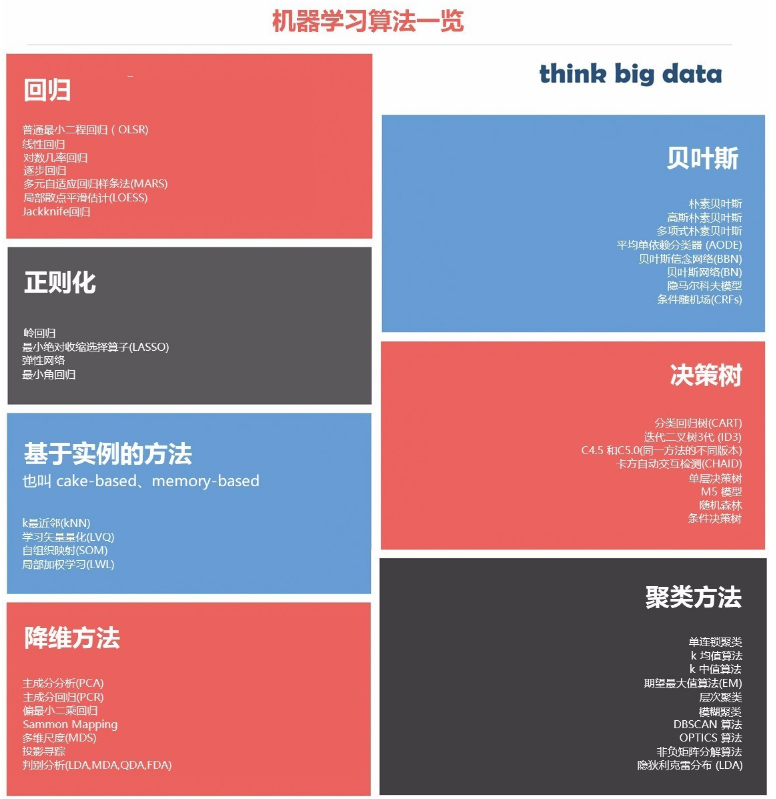 机器学习算法一览
think big data
回归
普通最小二程回归 ( OLSR)
线性回归
对数几率回归
逐步回归
多元自适应回归样条法(MARS)
局部散点平滑估计(LOESS)
Jackknife回归
正则化
岭回归
最小绝对收缩选择算子(LASSO)
弹性网络
最小角回归
基于实例的方法
也叫 cake-based、memory-based
k最近邻(kNN)
学习矢量量化(LVQ)
自组织映射(SOM)
局部加权学习(LWL)
降维方法
主成分分析(PCA)
主成分回归(PCR)
偏最小二乘回归
Sammon Mapping
多维尺度(MDS)
投影寻踪
判别分析(LDA,MDA,QDA,FDA)
贝叶斯
朴素贝叶斯
高斯朴素贝叶斯
多项式朴素贝叶斯
平均单依赖分类器 (AODE)
贝叶斯信念网络(BBN)
贝叶斯网络(BN)
隐马尔科夫模型
条件随机场(CRFs)
决策树
分类回归树(CART)
迭代二叉树3代 (ID3)
C4.5 和C5.0(同一方法的不同版本)
卡方自动交互检测(CHAID)
单层决策树
M5 模型
随机森林
条件决策树
聚类方法
单连锁聚类
k 均值算法
k 中值算法
期望最大值算法(EM)
层次聚类
模糊聚类
DBSCAN 算法
OPTICS 算法
非负矩阵分解算法
隐狄利克雷分布 (LDA)